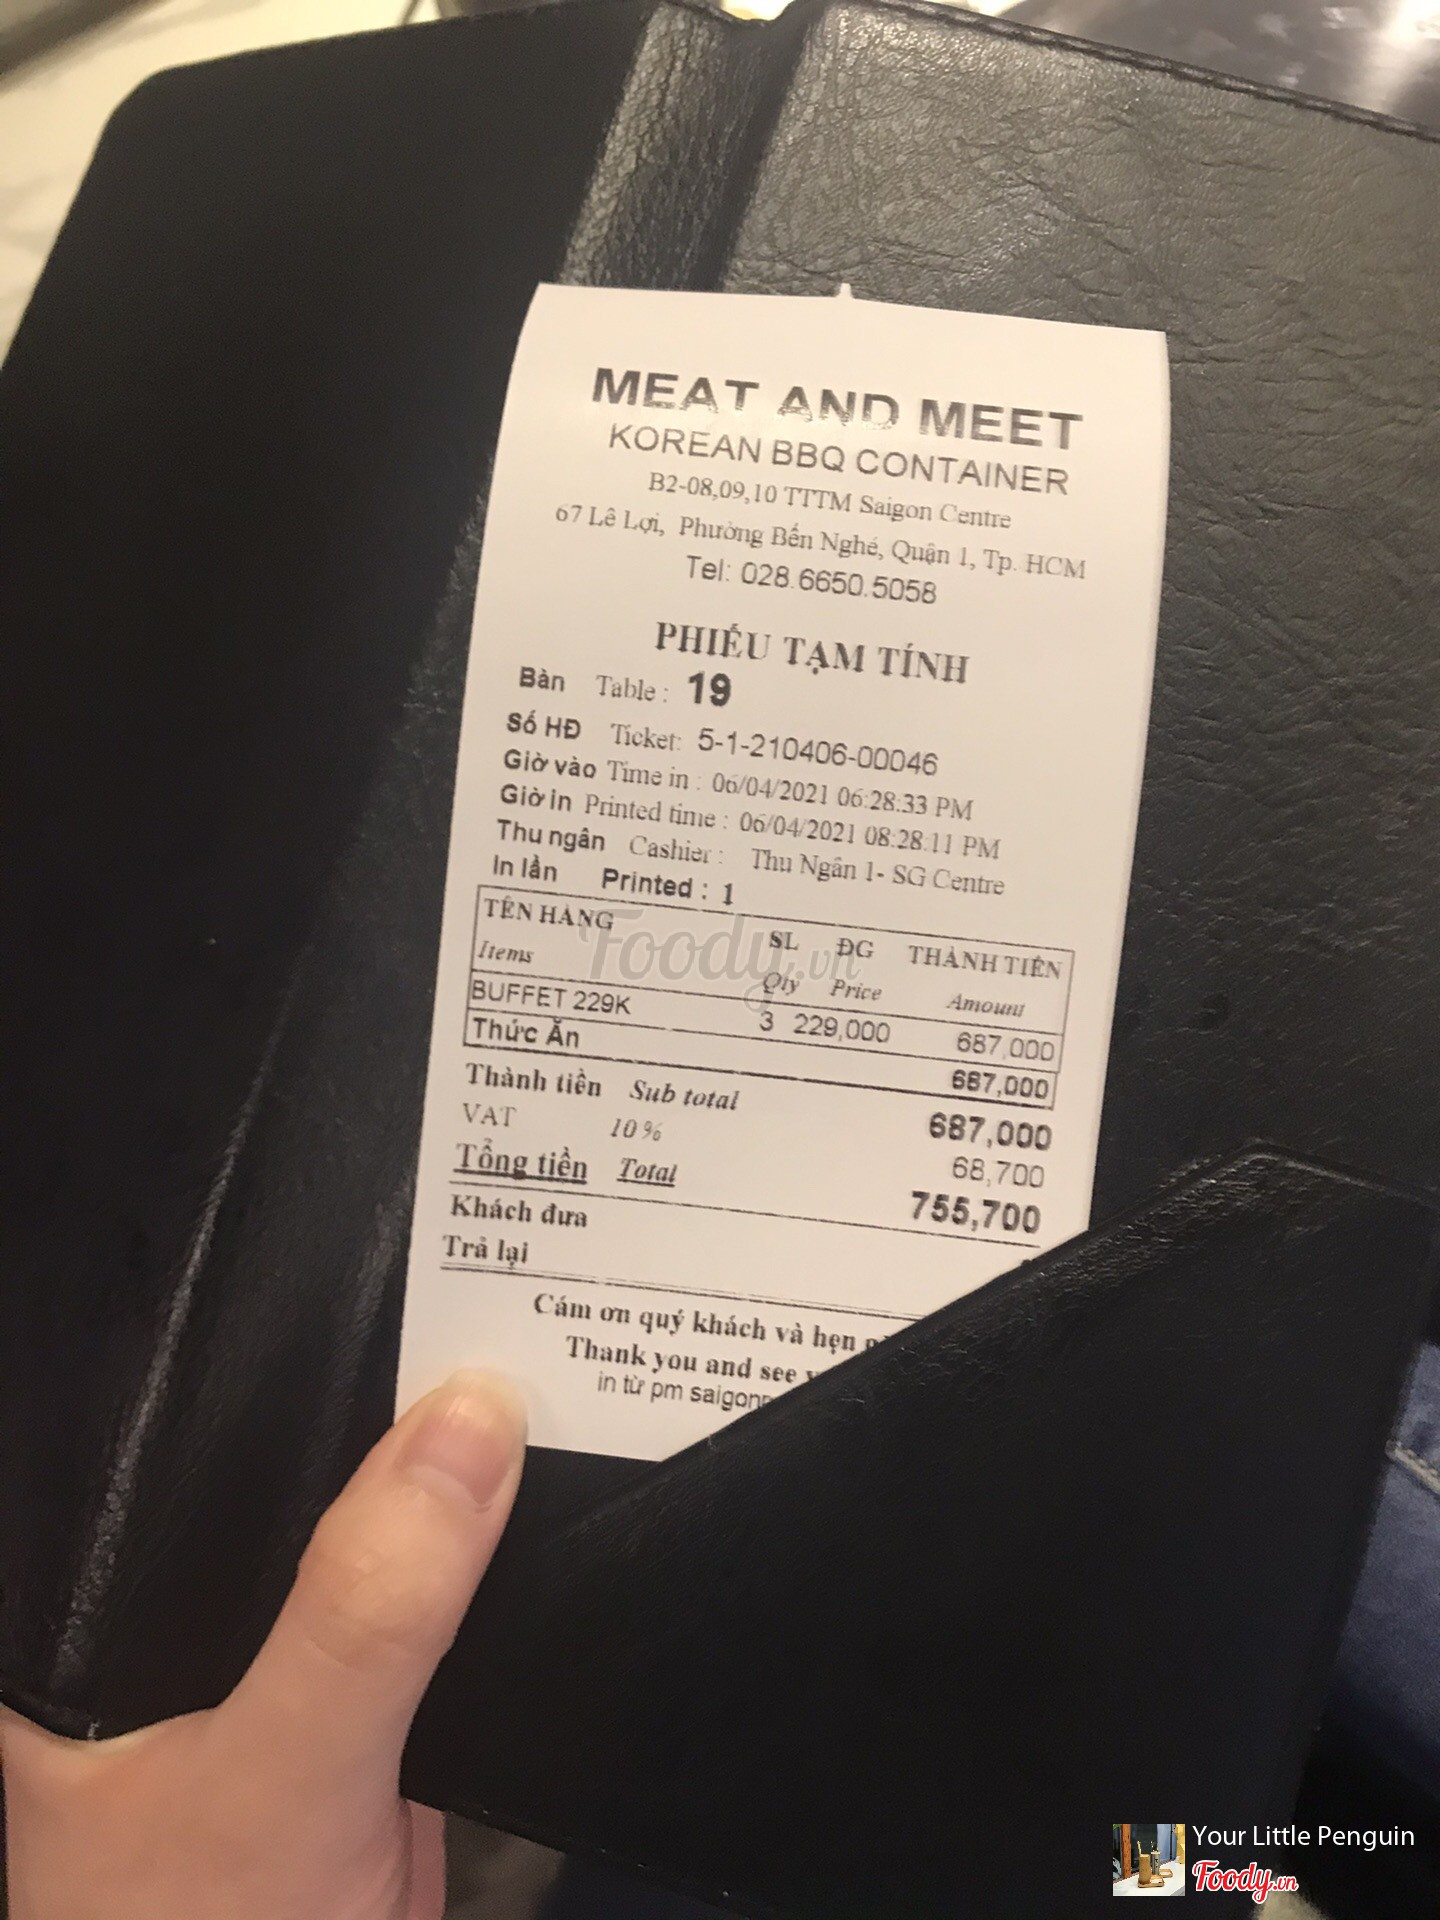 MEAT AND MEET
KOREAN BBQ CONTAINER
B2-08,09,10 TTTM Saigon Centre
67 Lê Lợi, Phường Bến Nghé, Quận 1, Tp. HCM
Tel: 028.6650.5058
PHIẾU TẠM TÍNH
Bàn Table : 19
Số HĐ Ticket: 5-1-210406-00046
Giờ vào Time in : 06/04/2021 06:28:33 PM
Giờ in Printed time : 06/04/2021 08:28:11 PM
Thu ngân Cashier : Thu Ngân 1- SG Centre
In lần Printed : 1
TÊN HÀNG SL ĐG THÀNH TIỀN
Items Qty Price Amount
BUFFET 229K 3 229,000 687,000
Thức Ăn 687,000
Thành tiền Sub total 687,000
VAT 10% 68,700
Tổng tiền Total 755,700
Khách đưa
Trả lại
Cám ơn quý khách và hẹn
Thank you and see
in từ pm
Foody.vn
Your Little Penguin
Foody.vn